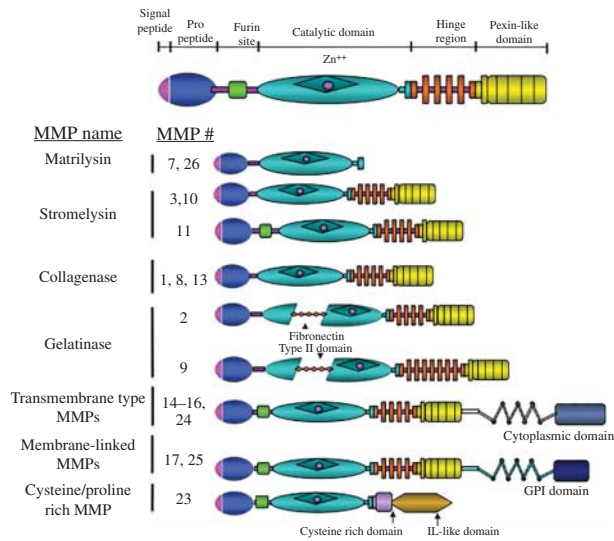 Signal peptide
Pro peptide
Furin site
Catalytic domain
Hinge region
Pexin-like domain
Zn++
MMP name
MMP #
Matrilysin
7, 26
Stromelysin
3,10
11
Collagenase
1, 8, 13
Gelatinase
2
Fibronectin
Type II domain
9
Transmembrane type
MMPs
14–16,
24
Cytoplasmic domain
Membrane-linked
MMPs
17, 25
GPI domain
Cysteine/proline
rich MMP
23
Cysteine rich domain
IL-like domain